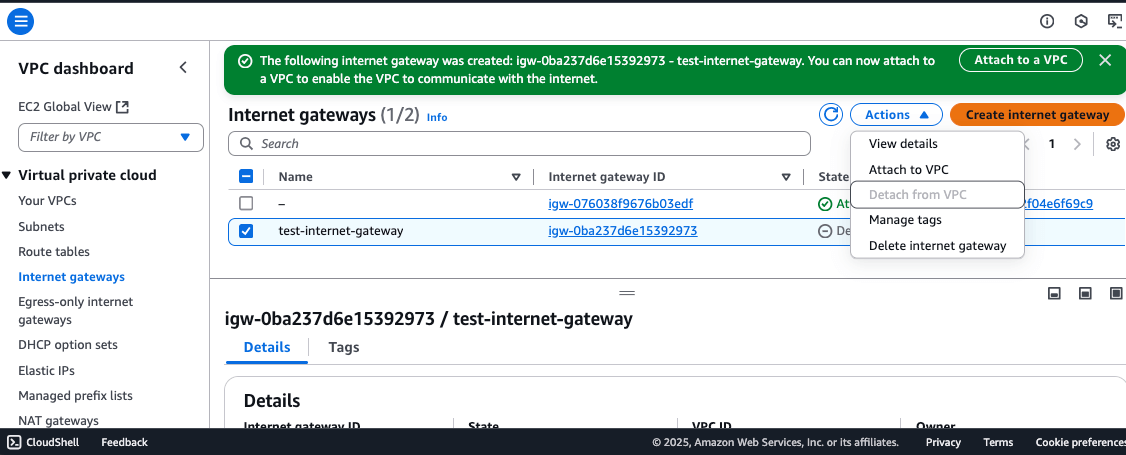 VPC dashboard
EC2 Global View
Filter by VPC
Virtual private cloud
Your VPCs
Subnets
Route tables
Internet gateways
Egress-only internet
gateways
DHCP option sets
Elastic IPs
Managed prefix lists
NAT gateways
The following internet gateway was created: igw-0ba237d6e15392973 - test-internet-gateway. You can now attach to
a VPC to enable the VPC to communicate with the internet.
Attach to a VPC
Internet gateways (1/2) Info
Actions
Create internet gateway
Search
1
View details
Attach to VPC
Detach from VPC
Manage tags
Delete internet gateway
Name Internet gateway ID State
– igw-076038f9676b03edf At
test-internet-gateway igw-0ba237d6e15392973 De
igw-0ba237d6e15392973 / test-internet-gateway
Details Tags
Details
Internet gateway ID State VPC ID Owner
CloudShell Feedback © 2025, Amazon Web Services, Inc. or its affiliates. Privacy Terms Cookie preferences